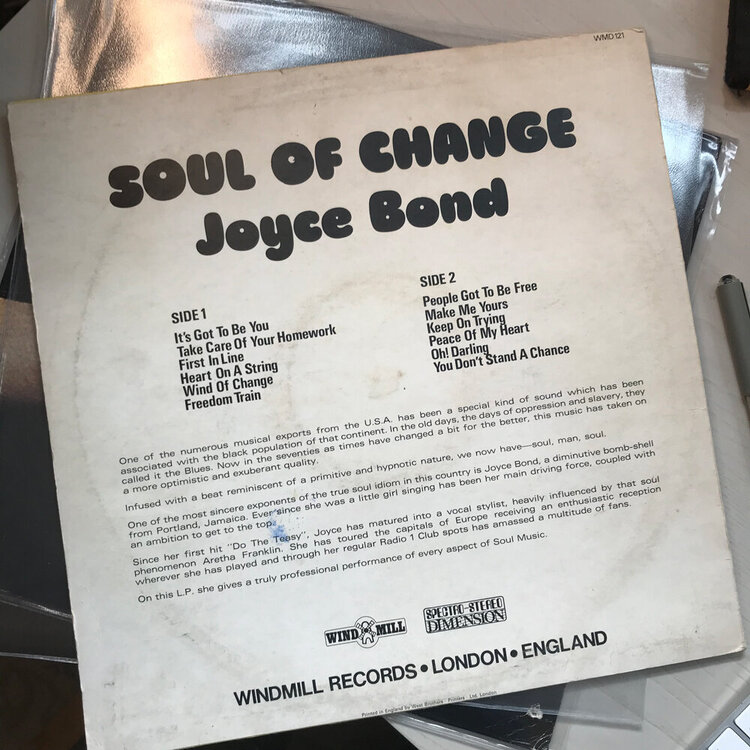 WMD121
SOUL OF CHANGE
Joyce Bond
SIDE 1
It's Got To Be You
Take Care Of Your Homework
First In Line
Heart On A String
Wind Of Change
Freedom Train
SIDE 2
People Got To Be Free
Make Me Yours
Keep On Trying
Peace Of My Heart
Oh! Darling
You Don't Stand A Chance
One of the numerous musical exports from the U.S.A. has been a special kind of sound which has been
associated with the black population of that continent. In the old days, the days of oppression and slavery, they
called it the Blues. Now in the seventies as times have changed a bit for the better, this music has taken on
a more optimistic and exuberant quality.
Infused with a beat reminiscent of a primitive and hypnotic nature, we now have—soul, man, soul.
One of the most sincere exponents of the true soul idiom in this country is Joyce Bond, a diminutive bomb-shell
from Portland, Jamaica. Ever since she was a little girl singing has been her main driving force, coupled with
an ambition to get to the top.
Since her first hit "Do The Teasy", Joyce has matured into a vocal stylist, heavily influenced by that soul
phenomenon Aretha Franklin. She has toured the capitals of Europe receiving an enthusiastic reception
wherever she has played and through her regular Radio 1 Club spots has amassed a multitude of fans.
On this L.P. she gives a truly professional performance of every aspect of Soul Music.
WIND MILL
SPECTRO-STEREO
DIMENSION
WINDMILL RECORDS • LONDON • ENGLAND
Printed in England by West Brothers · Printers · Ltd. London